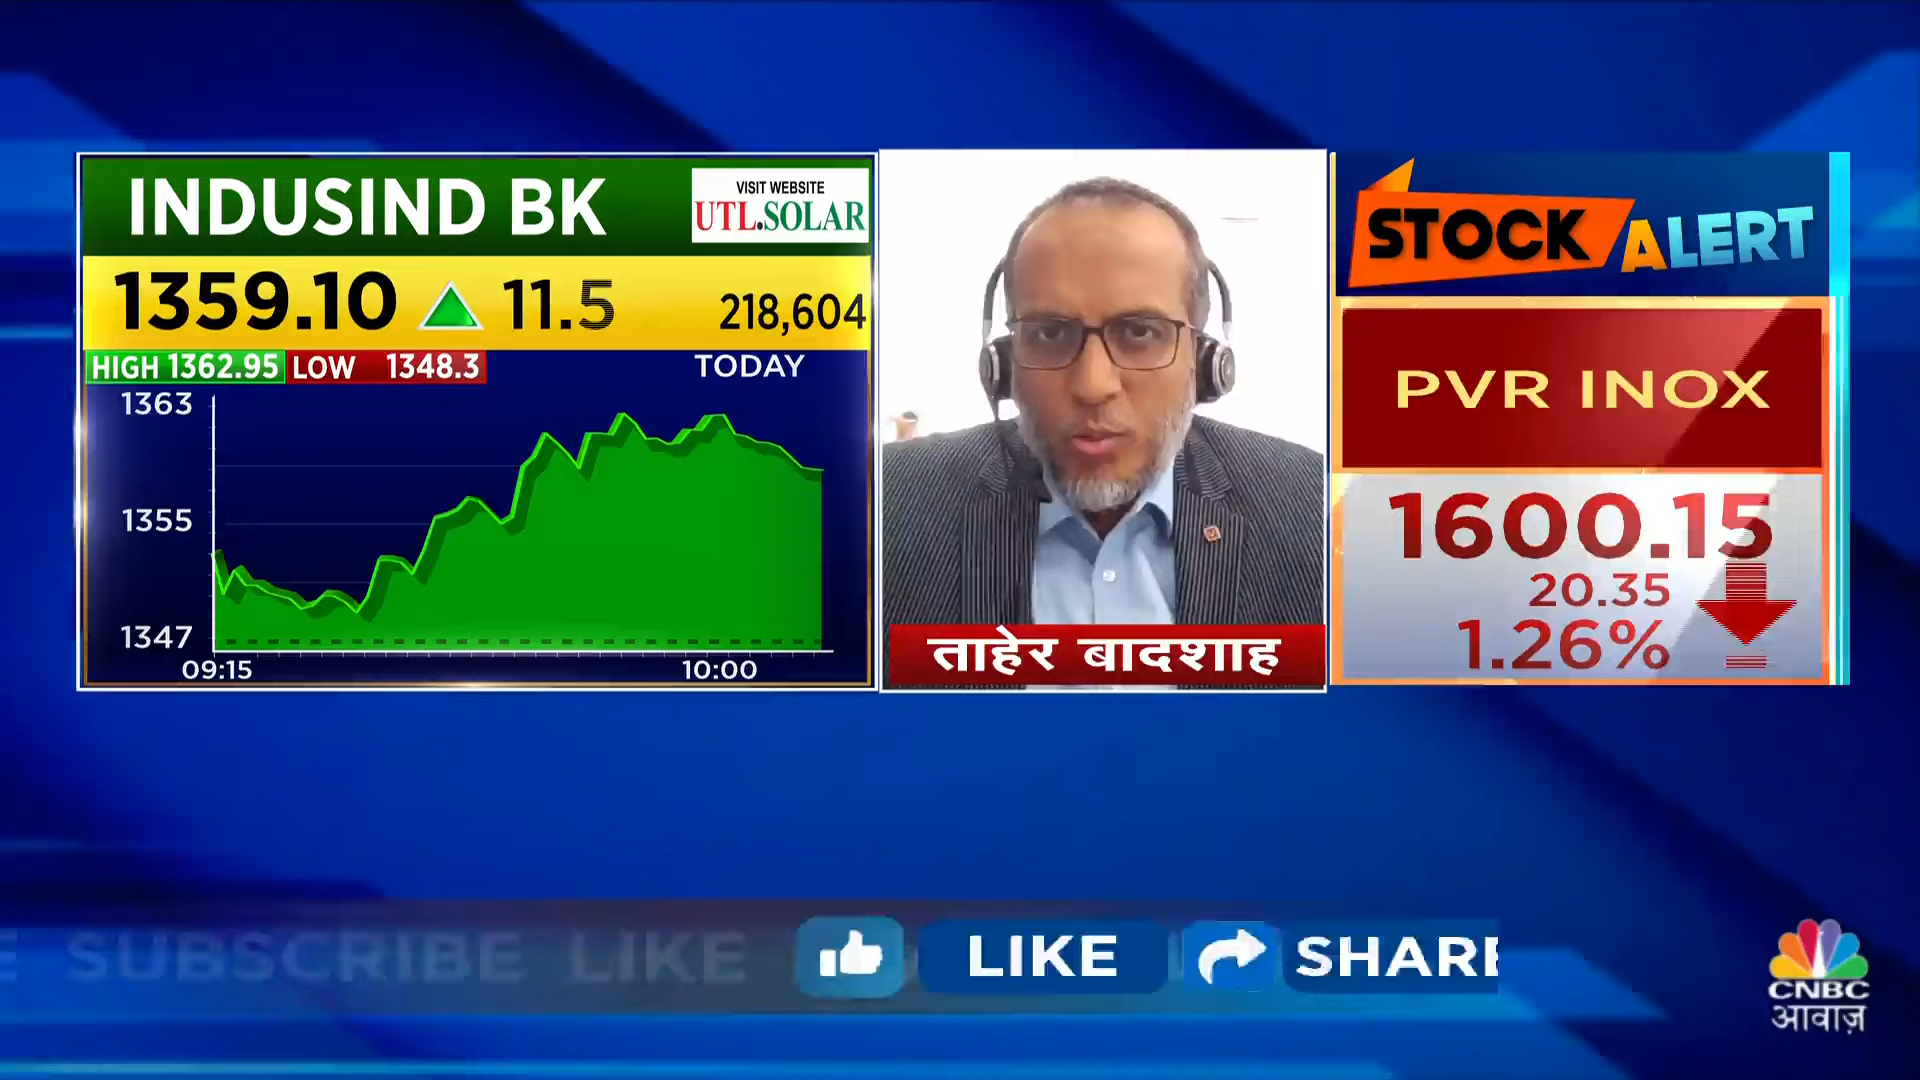 INDUSIND BK
VISIT WEBSITE
UTL.SOLAR
1359.10 11.5 218,604
HIGH 1362.95 LOW 1348.3 TODAY
1363
1355
1347
09:15 10:00
ताहेर बादशाह
STOCK ALERT
PVR INOX
1600.15
20.35
1.26%
SUBSCRIBE LIKE LIKE SHARE
CNBC
आवाज़